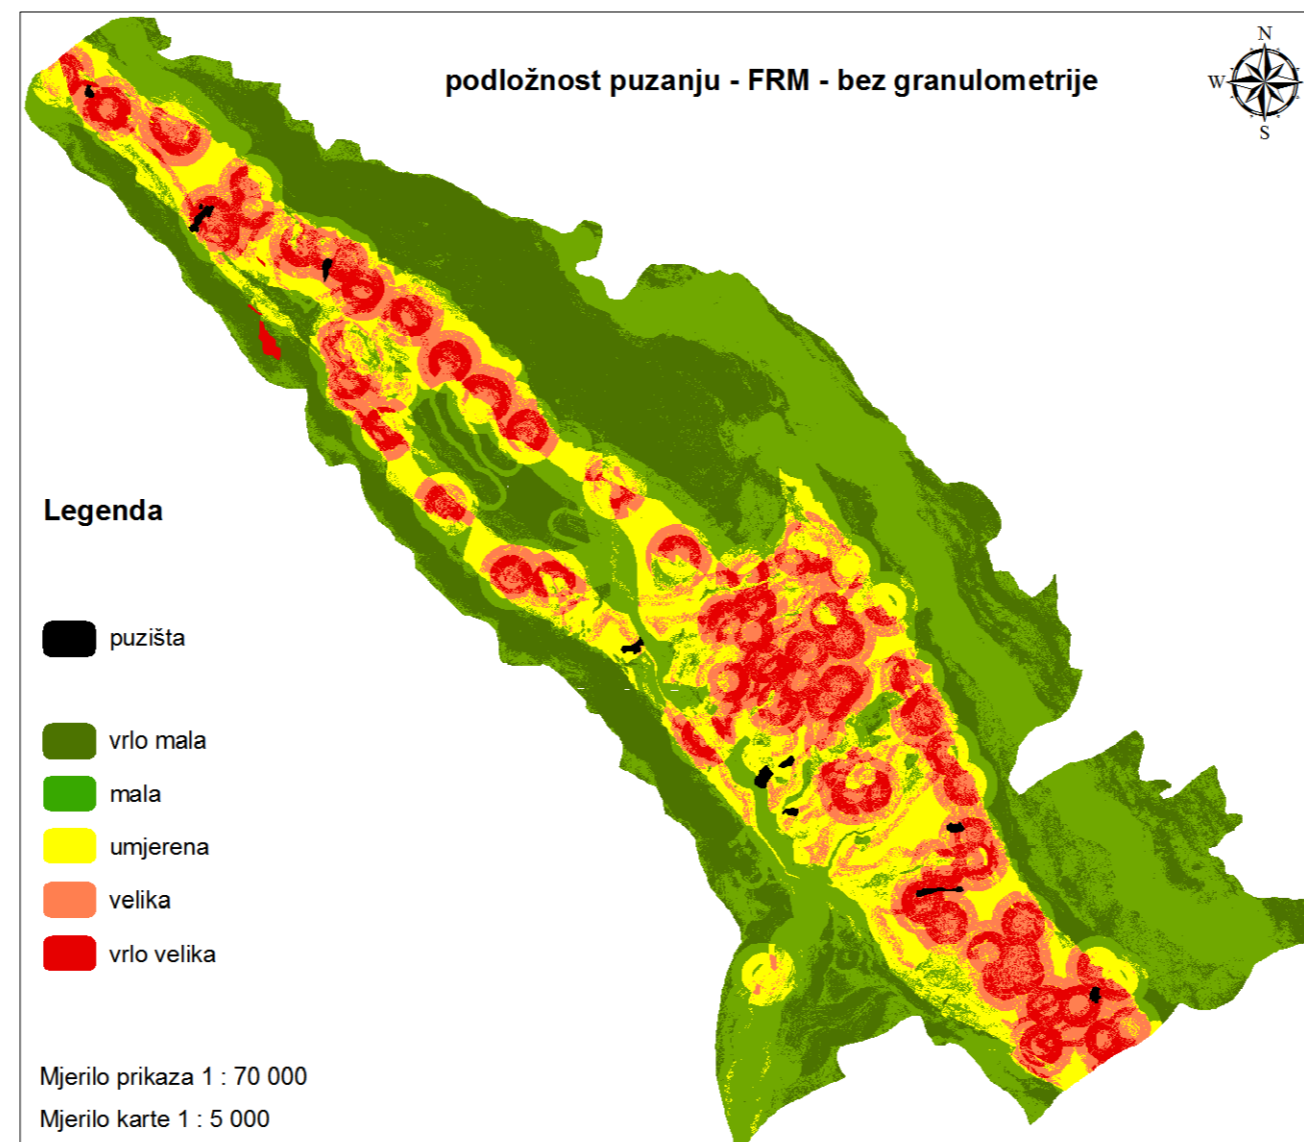 podložnost puzanju - FRM - bez granulometrije
N
W
S
Legenda
puzišta
vrlo mala
mala
umjerena
velika
vrlo velika
Mjerilo prikaza 1 : 70 000
Mjerilo karte 1 : 5 000